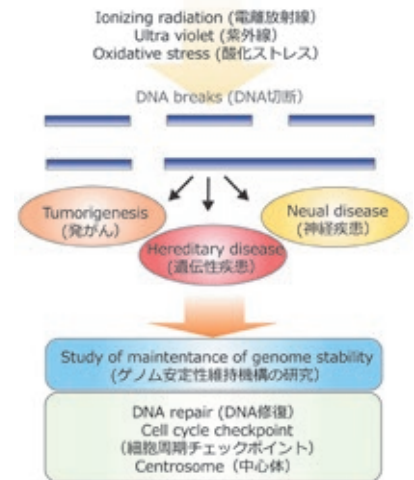 Ionizing radiation (電離放射線)
Ultra violet (紫外線)
Oxidative stress (酸化ストレス)
DNA breaks (DNA切断)
Tumorigenesis
(発がん)
Neual disease
(神経疾患)
Hereditary disease
(遺伝性疾患)
Study of maintentance of genome stability
(ゲノム安定性維持機構の研究)
DNA repair (DNA修復)
Cell cycle checkpoint
(細胞周期チェックポイント)
Centrosome (中心体)